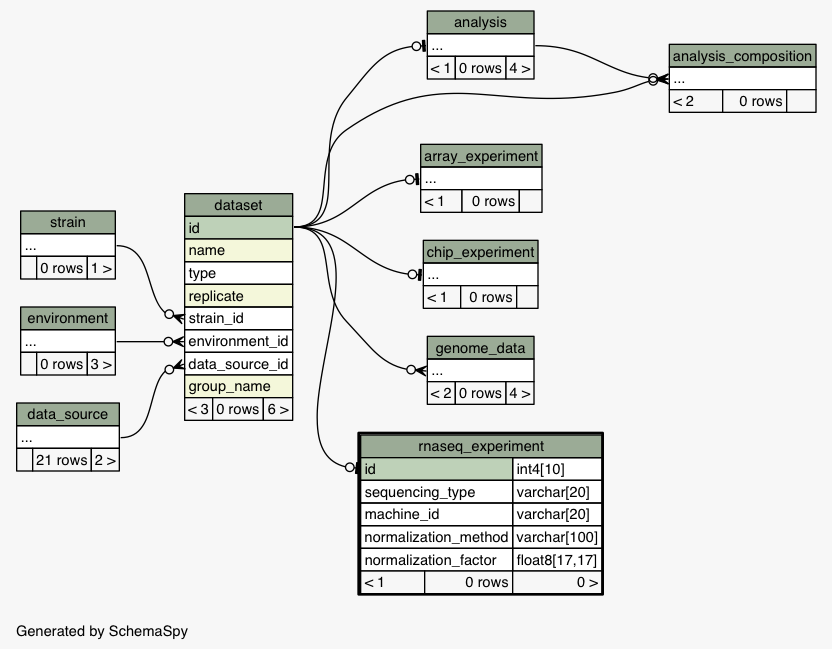 analysis
...
< 1 0 rows 4 >
analysis_composition
...
< 2 0 rows
array_experiment
...
< 1 0 rows
dataset
id
name
type
replicate
strain_id
environment_id
data_source_id
group_name
< 3 0 rows 6 >
strain
...
0 rows 1 >
environment
...
0 rows 3 >
data_source
...
21 rows 2 >
chip_experiment
...
< 1 0 rows
genome_data
...
< 2 0 rows 4 >
rnaseq_experiment
id int4[10]
sequencing_type varchar[20]
machine_id varchar[20]
normalization_method varchar[100]
normalization_factor float8[17,17]
< 1 0 rows 0 >
Generated by SchemaSpy